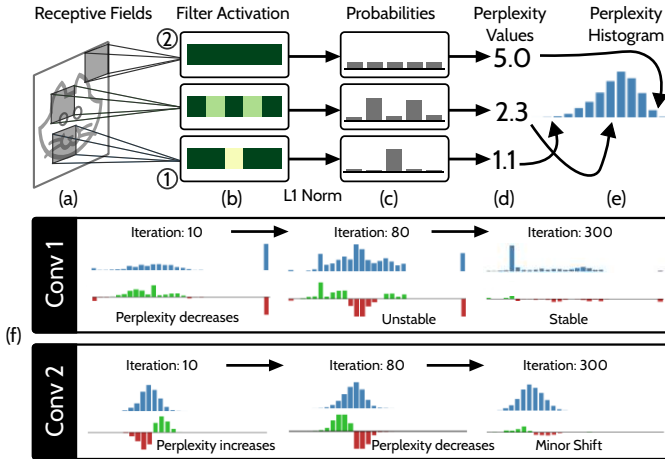 Receptive Fields Filter Activation Probabilities Perplexity Values Perplexity Histogram
② 5.0
2.3
① 1.1
L1 Norm
(a) (b) (c) (d) (e)
(f)
Conv 1
Iteration: 10 Iteration: 80 Iteration: 300
Perplexity decreases Unstable Stable
Conv 2
Iteration: 10 Iteration: 80 Iteration: 300
Perplexity increases Perplexity decreases Minor Shift